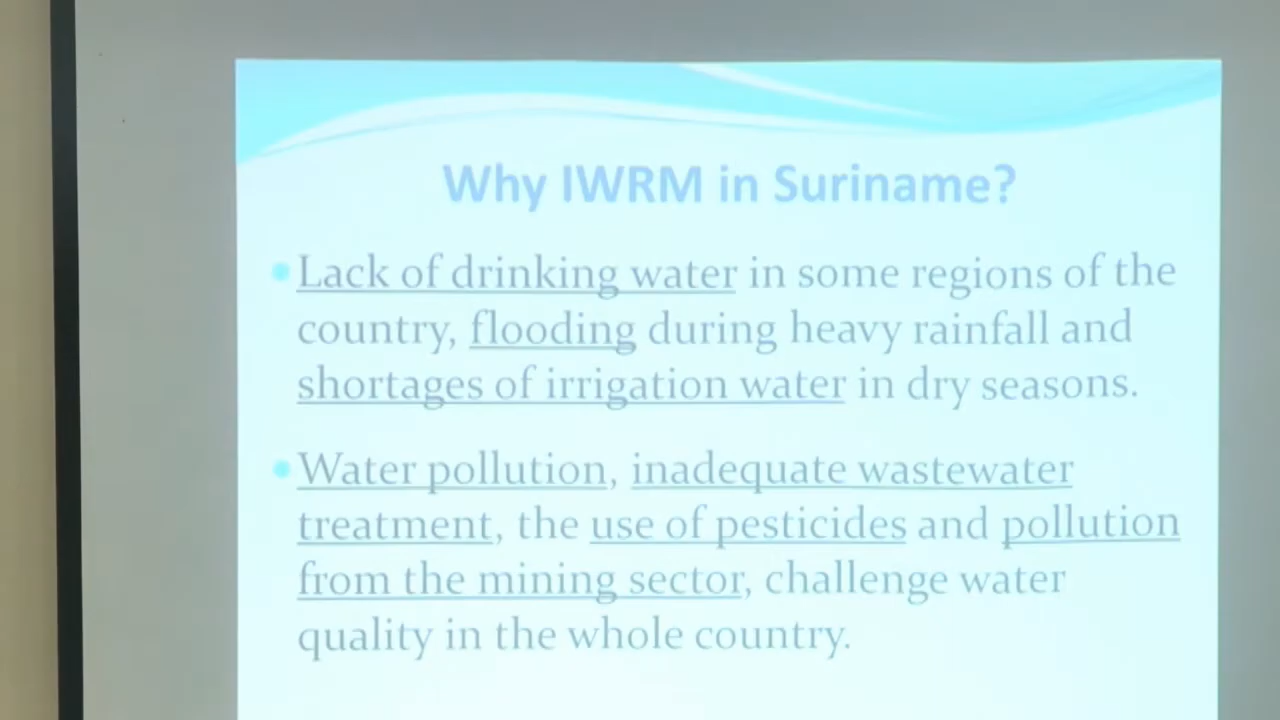 Why IWRM in Suriname?
• Lack of drinking water in some regions of the
country, flooding during heavy rainfall and
shortages of irrigation water in dry seasons.
• Water pollution, inadequate wastewater
treatment, the use of pesticides and pollution
from the mining sector, challenge water
quality in the whole country.